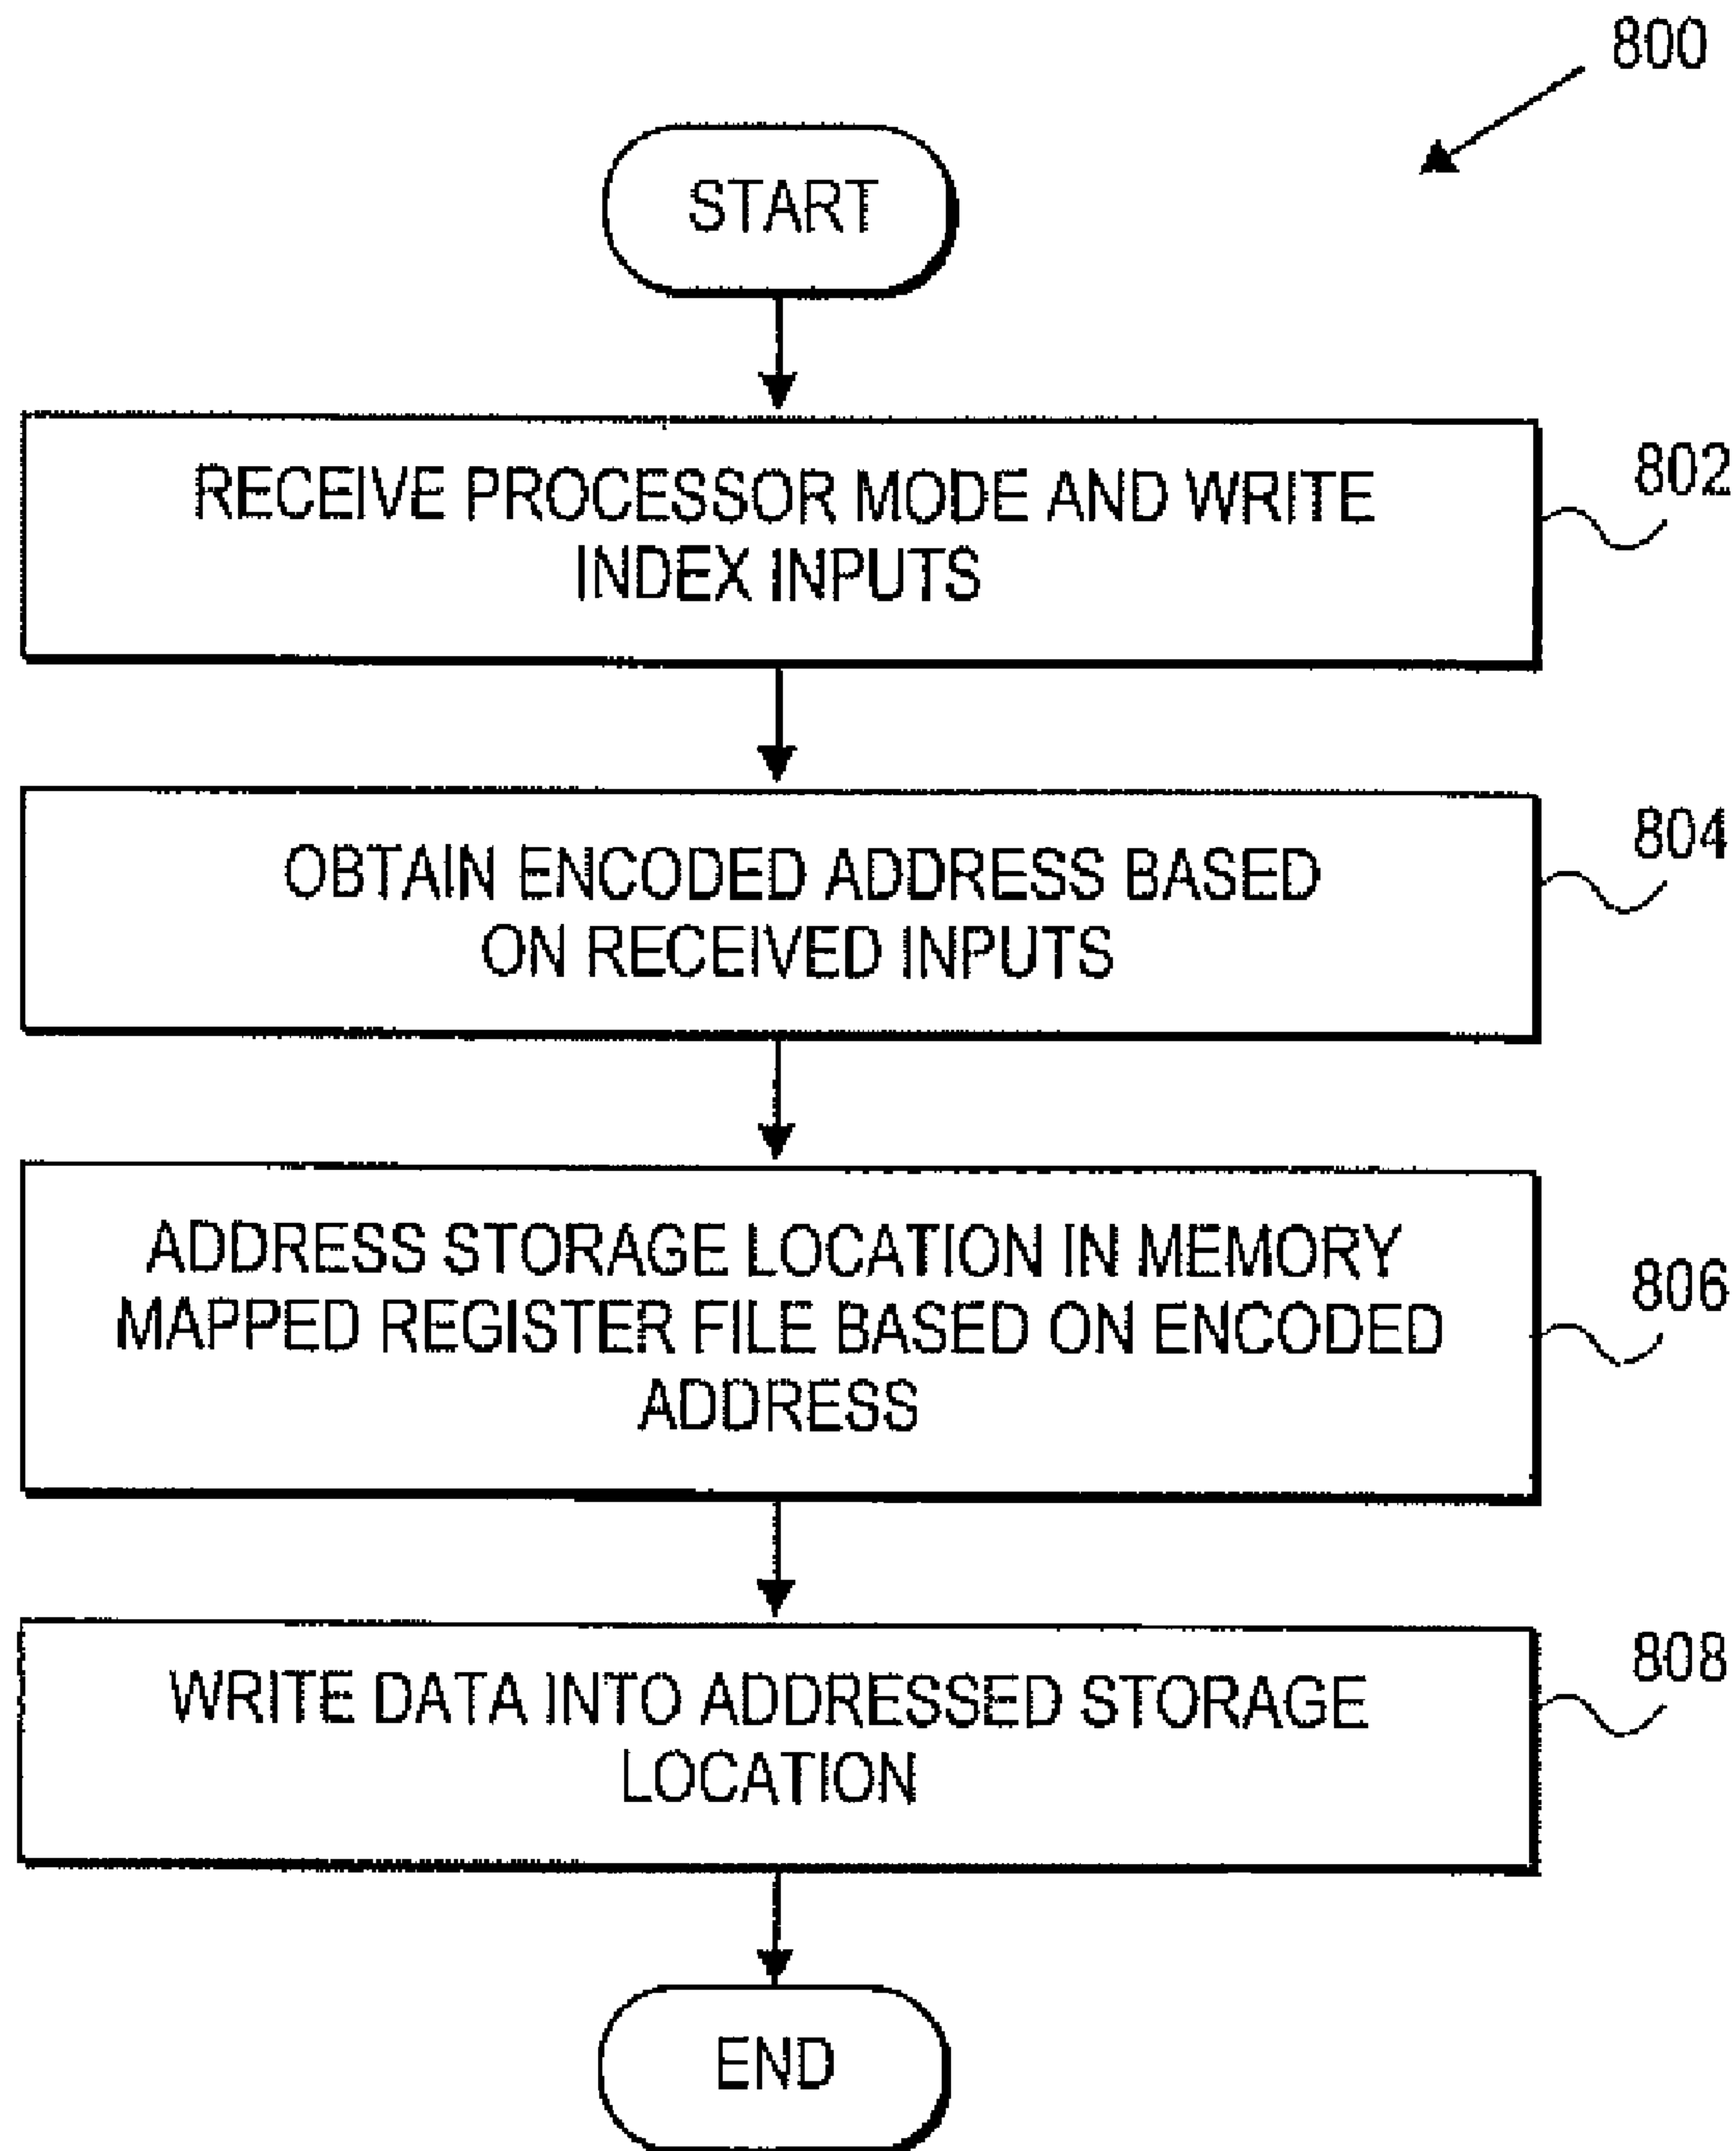 800
START
RECEIVE PROCESSOR MODE AND WRITE
INDEX INPUTS
802
OBTAIN ENCODED ADDRESS BASED
ON RECEIVED INPUTS
804
ADDRESS STORAGE LOCATION IN MEMORY
MAPPED REGISTER FILE BASED ON ENCODED
ADDRESS
806
WRITE DATA INTO ADDRESSED STORAGE
LOCATION
808
END